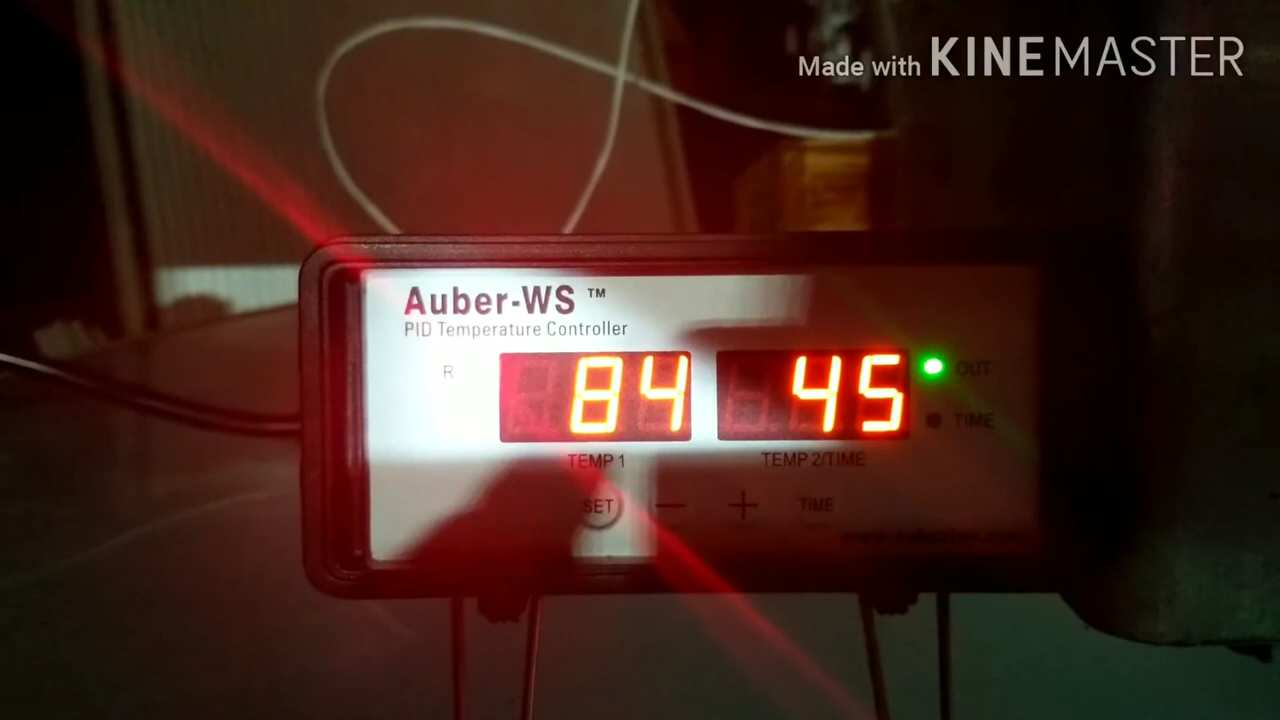 Made with KINEMASTER
Auber-WS ™
PID Temperature Controller
R
84 45
OUT
TIME
TEMP 1 TEMP 2/TIME
SET − + TIME